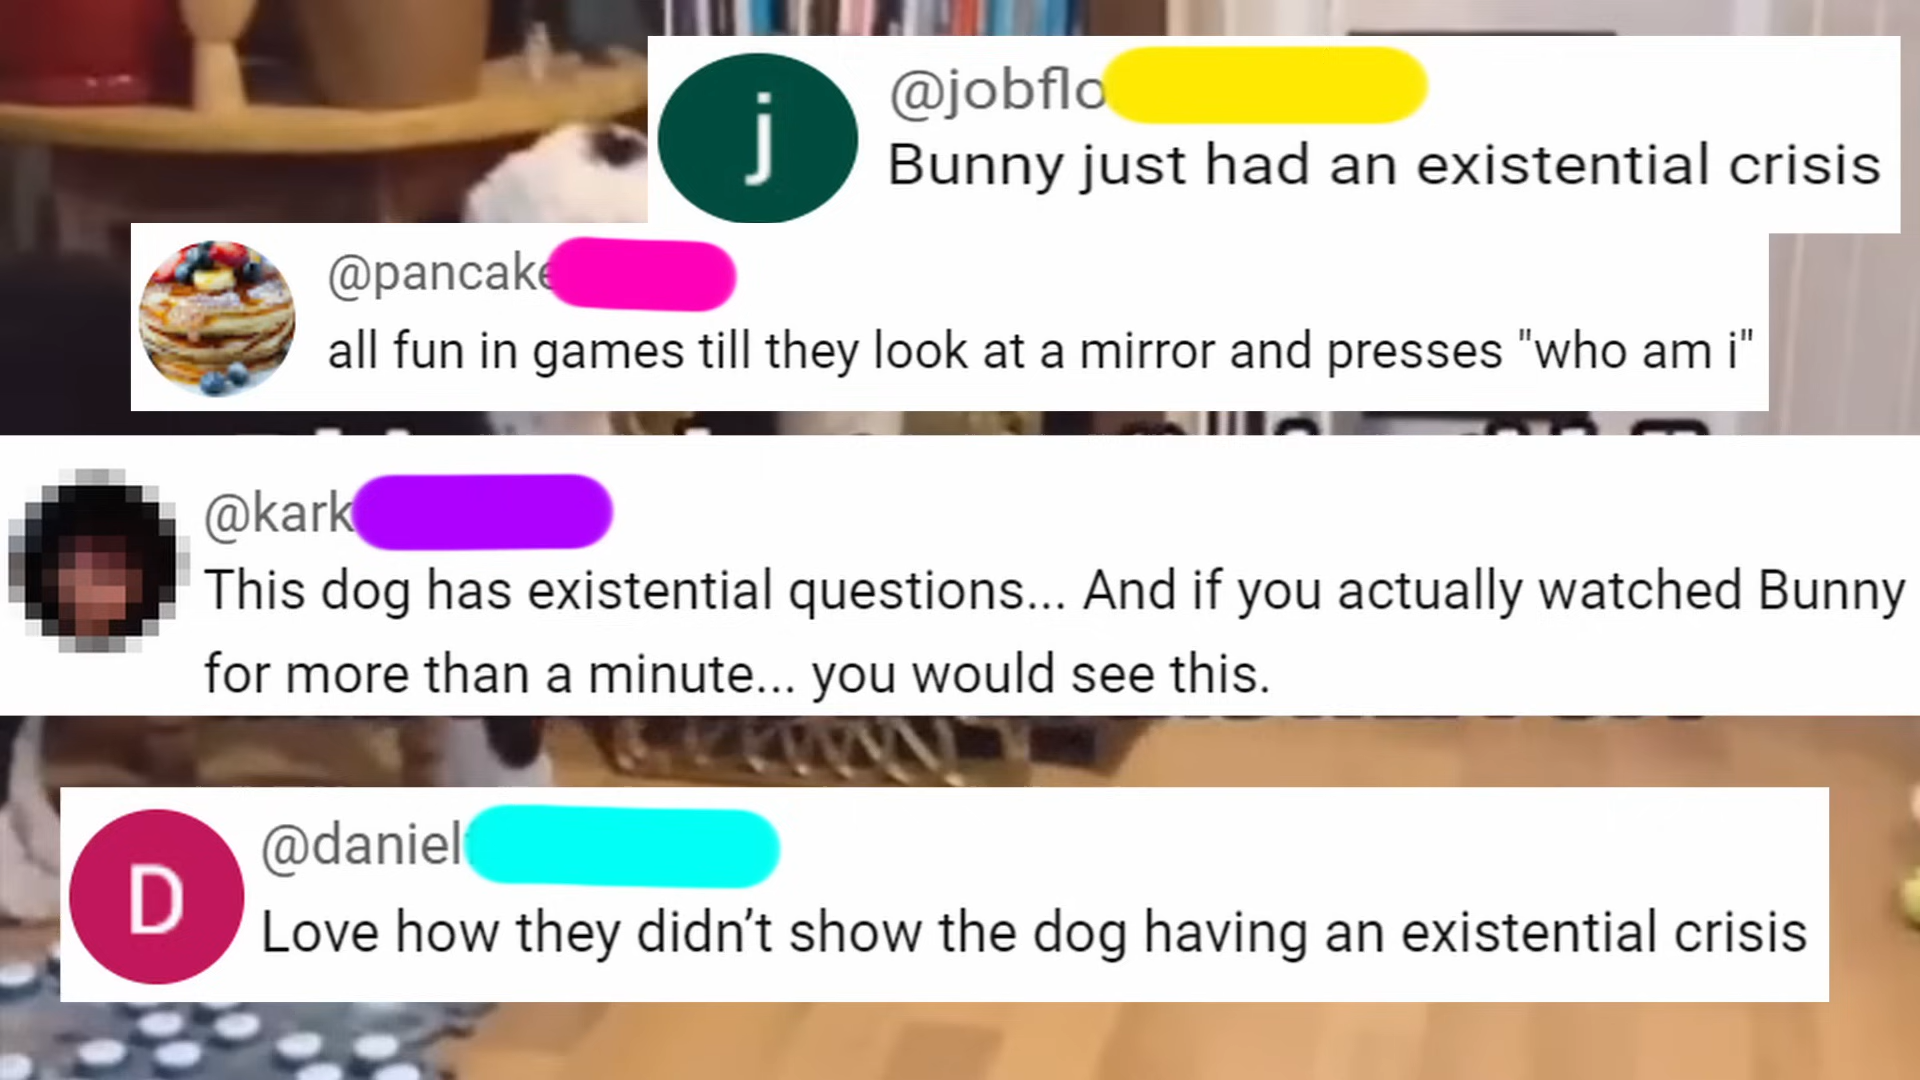 j
@jobflo
Bunny just had an existential crisis
@pancake
all fun in games till they look at a mirror and presses "who am i"
@kark
This dog has existential questions... And if you actually watched Bunny
for more than a minute... you would see this.
D
@daniel
Love how they didn’t show the dog having an existential crisis